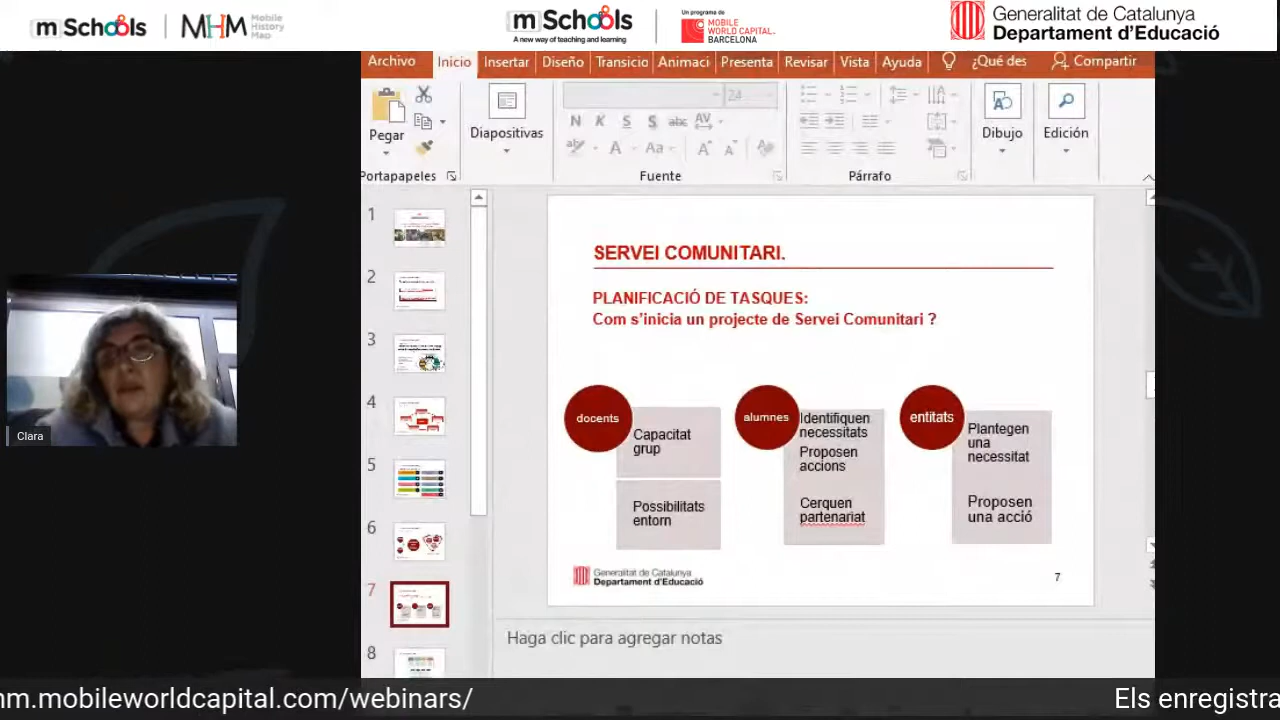 mSchools
MHM
Mobile
History
Map
mSchools
A new way of teaching and learning
Un programa de
MOBILE
WORLD CAPITAL
BARCELONA
Generalitat de Catalunya
Departament d'Educació
Archivo
Inicio
Insertar
Diseño
Transicio
Animaci
Presenta
Revisar
Vista
Ayuda
¿Qué des
Compartir
Pegar
Diapositivas
24
K
S
S
abc
AV
Aa
A
A
Dibujo
Edición
Portapapeles
Fuente
Párrafo
1
2
3
4
5
6
7
8
SERVEI COMUNITARI.
PLANIFICACIÓ DE TASQUES:
Com s'inicia un projecte de Servei Comunitari ?
docents
Capacitat
grup
Possibilitats
entorn
alumnes
Identifiquen
necessitats
Proposen
accions
Cerquen
partenariat
entitats
Plantegen
una
necessitat
Proposen
una acció
Generalitat de Catalunya
Departament d'Educació
7
Haga clic para agregar notas
Clara
m.mobileworldcapital.com/webinars/
Els enregistra